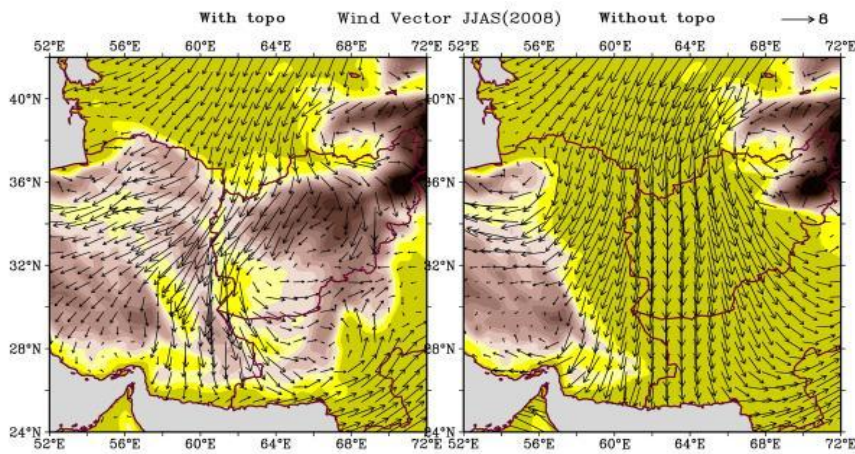 With topo Wind Vector JJAS(2008) Without topo 8
52°E 56°E 60°E 64°E 68°E 72°E 52°E 56°E 60°E 64°E 68°E 72°E
40°N 40°N
36°N 36°N
32°N 32°N
28°N 28°N
24°N 24°N
52°E 56°E 60°E 64°E 68°E 72°E 52°E 56°E 60°E 64°E 68°E 72°E